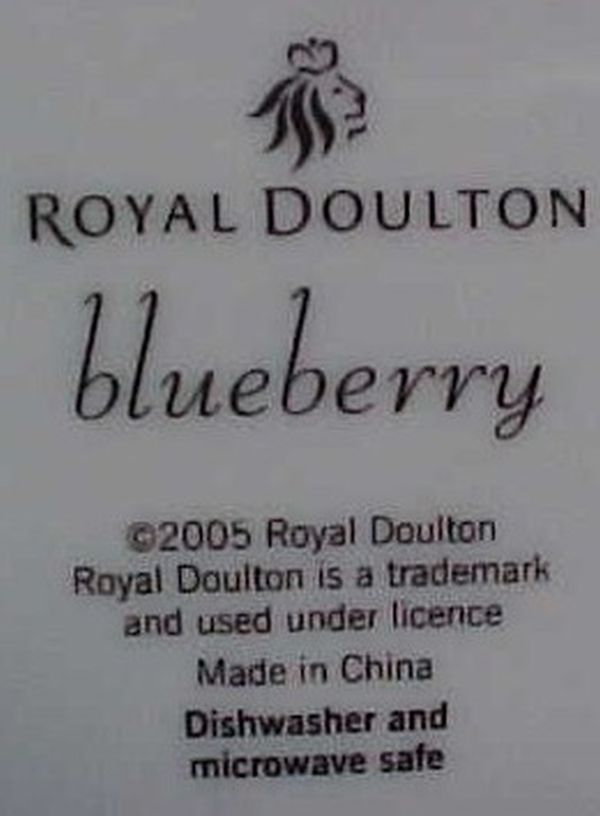 ROYAL DOULTON
blueberry
©2005 Royal Doulton
Royal Doulton is a trademark
and used under licence
Made in China
Dishwasher and
microwave safe